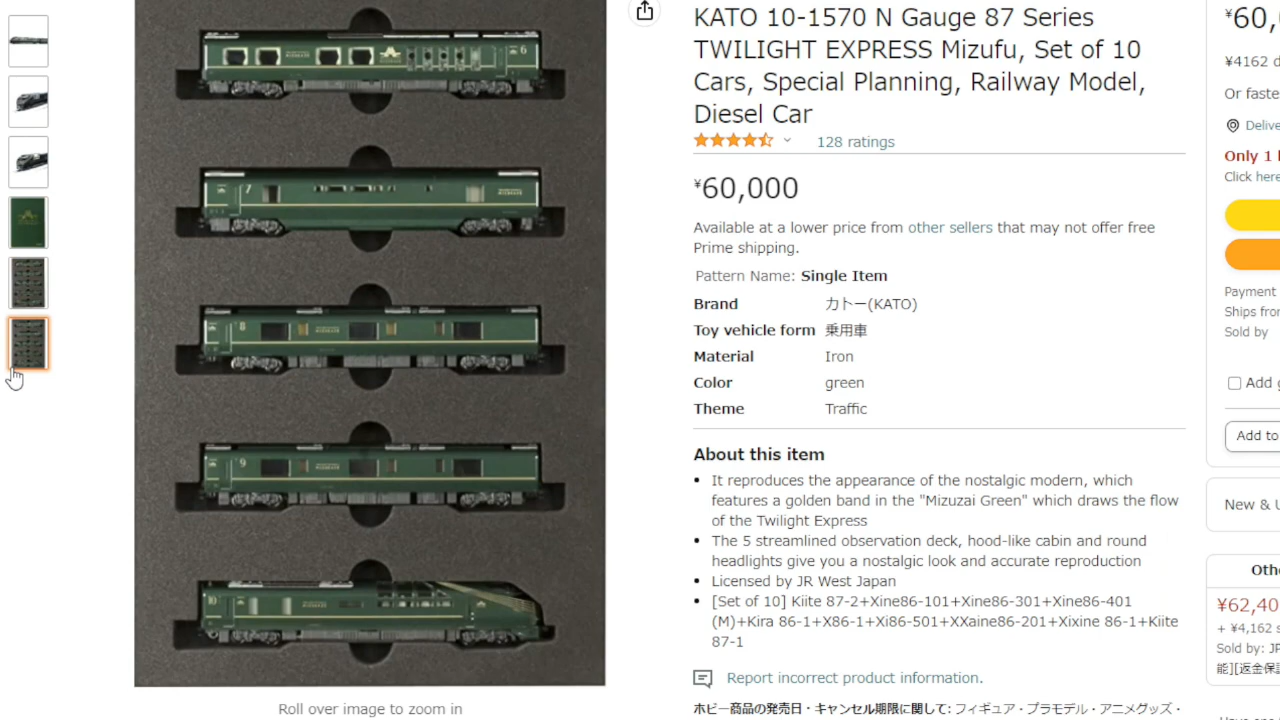 6
7
8
9
10
Roll over image to zoom in
KATO 10-1570 N Gauge 87 Series
TWILIGHT EXPRESS Mizufu, Set of 10
Cars, Special Planning, Railway Model,
Diesel Car
128 ratings
¥60,000
Available at a lower price from other sellers that may not offer free
Prime shipping.
Pattern Name: Single Item
Brand カトー(KATO)
Toy vehicle form 乗用車
Material Iron
Color green
Theme Traffic
About this item
It reproduces the appearance of the nostalgic modern, which
features a golden band in the "Mizuzai Green" which draws the flow
of the Twilight Express
The 5 streamlined observation deck, hood-like cabin and round
headlights give you a nostalgic look and accurate reproduction
Licensed by JR West Japan
[Set of 10] Kiite 87-2+Xine86-101+Xine86-301+Xine86-401
(M)+Kira 86-1+X86-1+Xi86-501+XXaine86-201+Xixine 86-1+Kiite
87-1
Report incorrect product information.
ホビー商品の発売日・キャンセル期限に関して: フィギュア・プラモデル・アニメグッズ・
¥60,
¥4162 d
Or faste
Delive
Only 1 l
Click here
Payment
Ships from
Sold by
Add g
Add to
New & U
Othe
¥62,40
+ ¥4,162 s
Sold by: JP
能][返金保